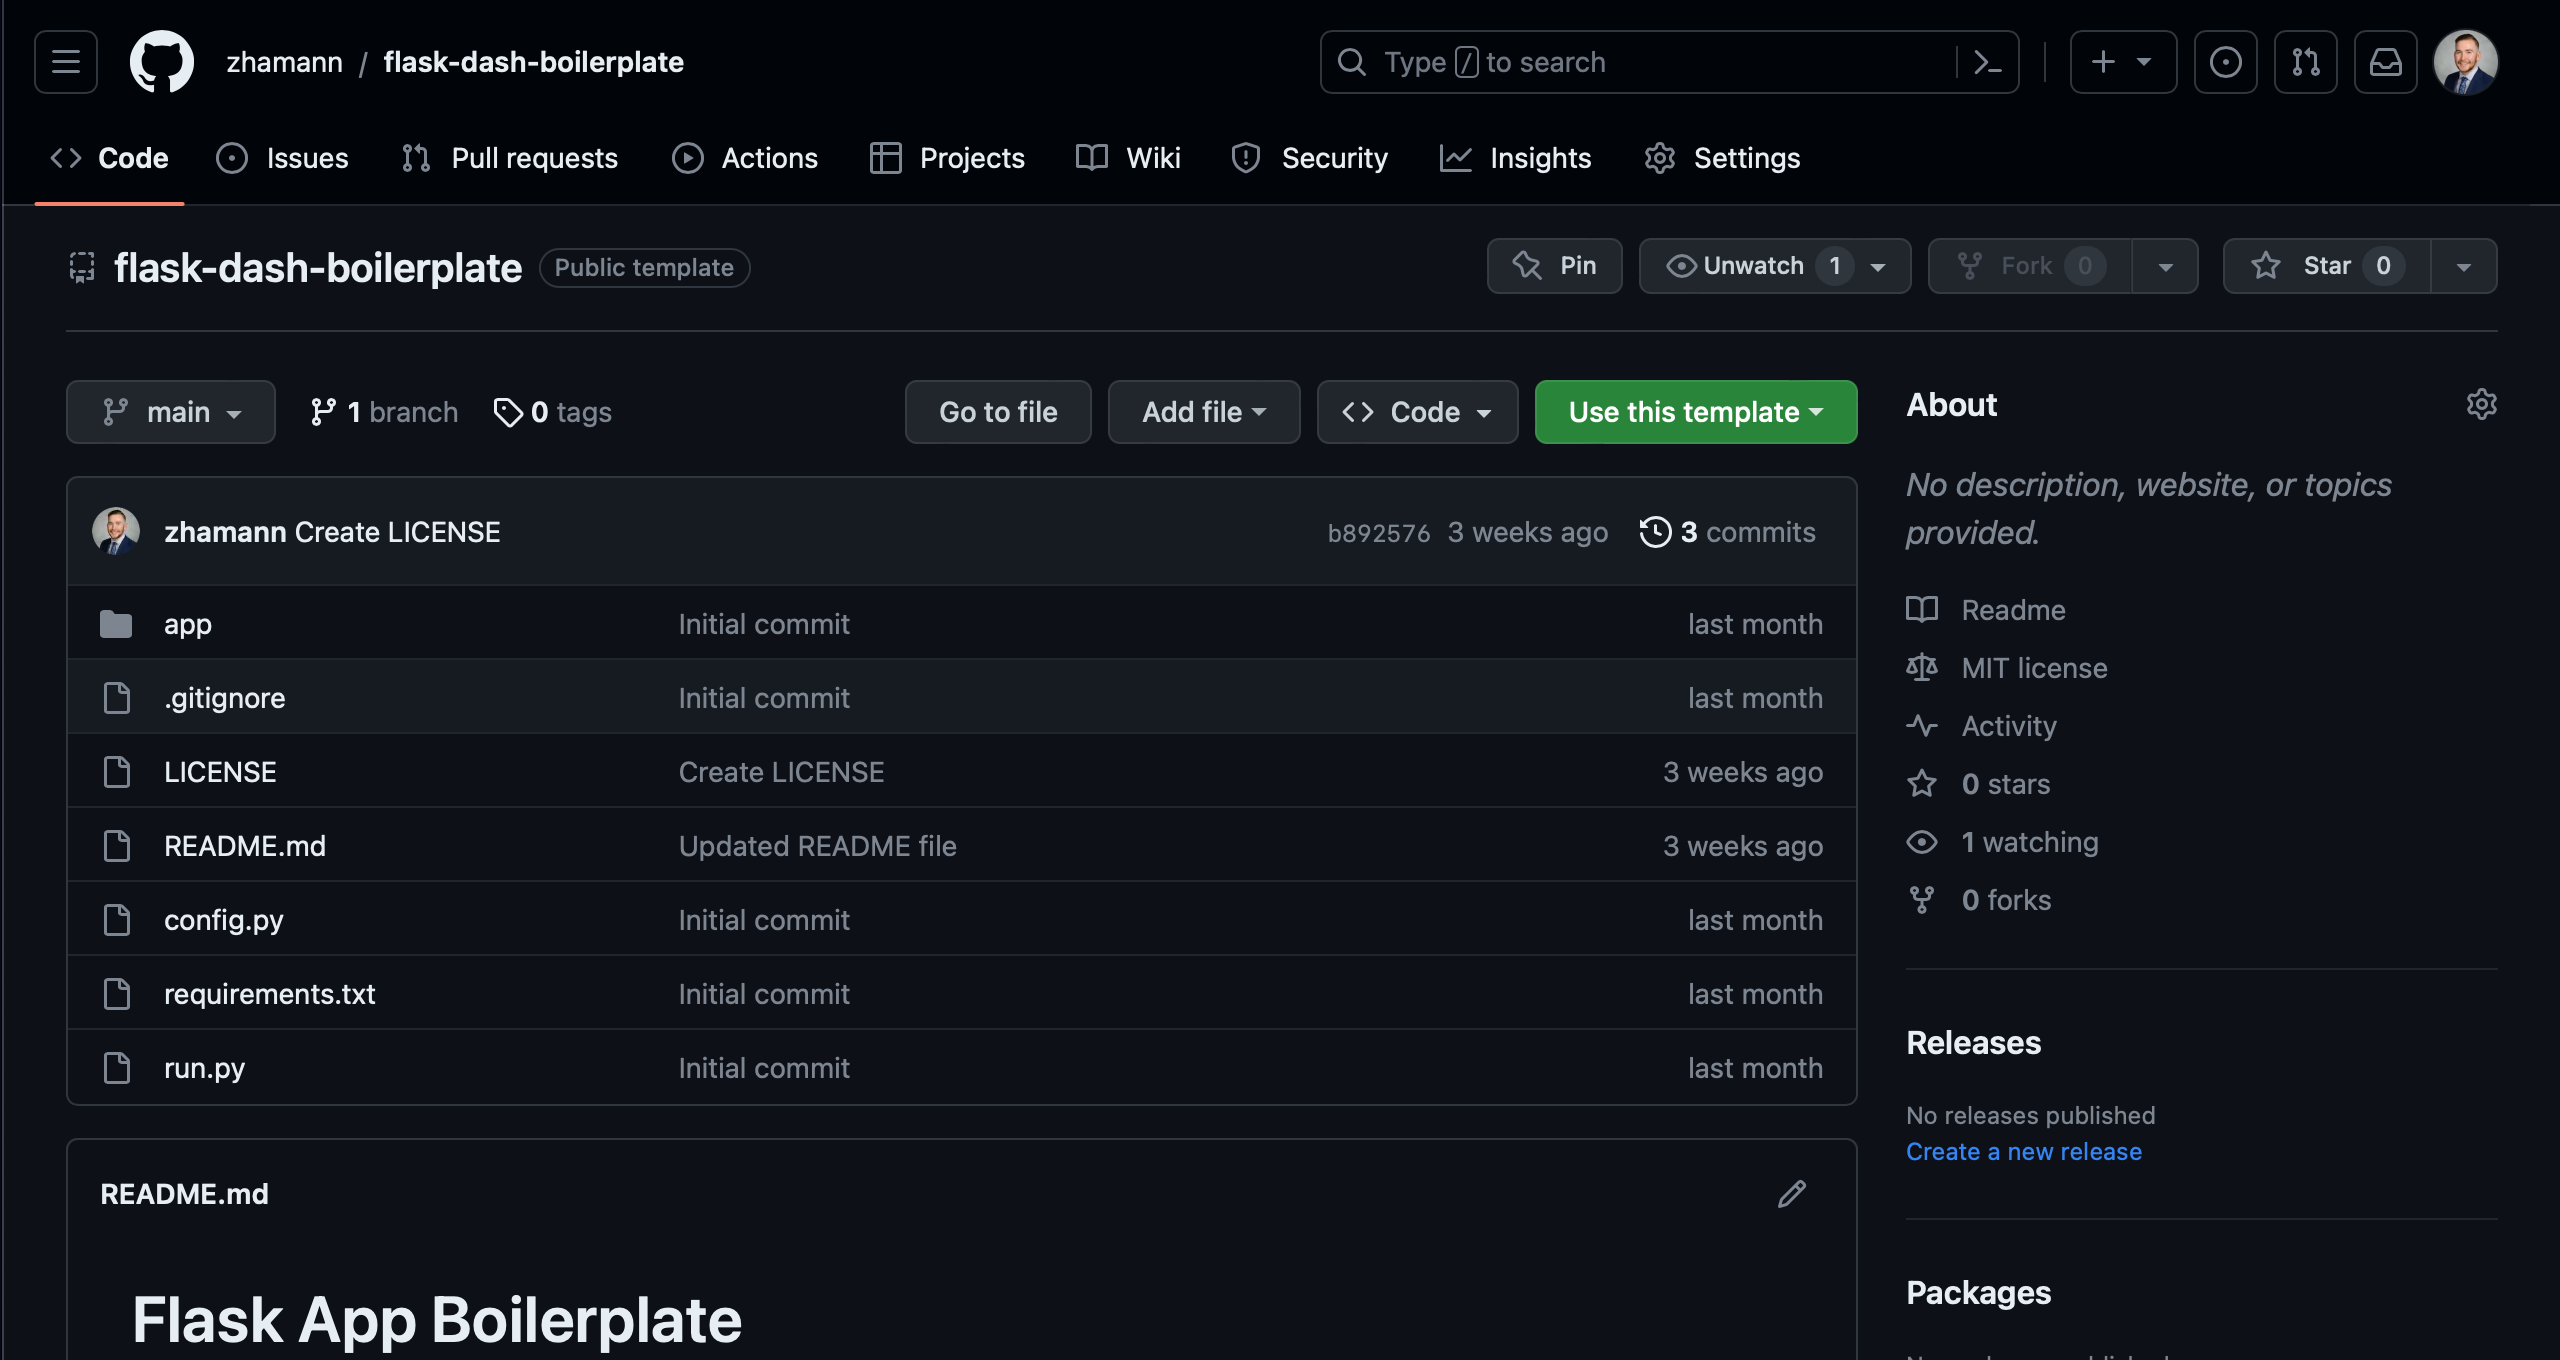 zhamann / flask-dash-boilerplate
Type / to search
Code Issues Pull requests Actions Projects Wiki Security Insights Settings
flask-dash-boilerplate Public template
Pin Unwatch 1 Fork 0 Star 0
main 1 branch 0 tags Go to file Add file Code Use this template
zhamann Create LICENSE b892576 3 weeks ago 3 commits
app Initial commit last month
.gitignore Initial commit last month
LICENSE Create LICENSE 3 weeks ago
README.md Updated README file 3 weeks ago
config.py Initial commit last month
requirements.txt Initial commit last month
run.py Initial commit last month
README.md
Flask App Boilerplate
About
No description, website, or topics
provided.
Readme
MIT license
Activity
0 stars
1 watching
0 forks
Releases
No releases published
Create a new release
Packages